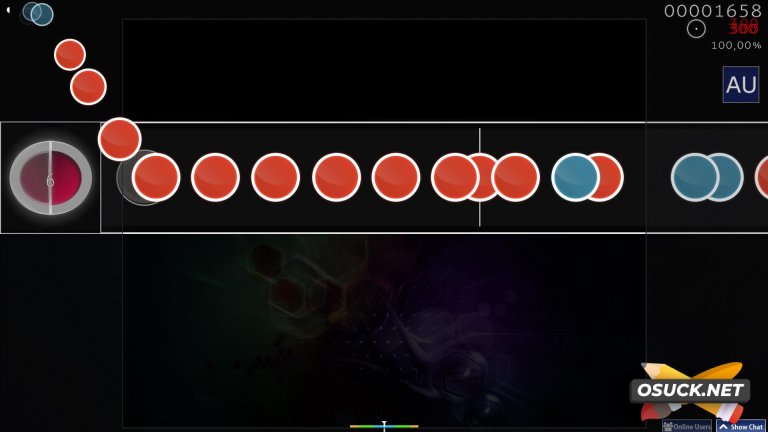 00001658
300
100,00%
AU
6
OSUCK.NET
Online Users
Show Chat